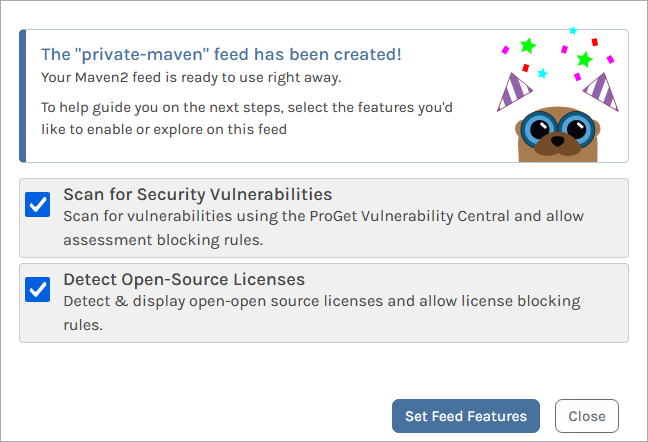 The "private-maven" feed has been created!
Your Maven2 feed is ready to use right away.
To help guide you on the next steps, select the features you'd
like to enable or explore on this feed
Scan for Security Vulnerabilities
Scan for vulnerabilities using the ProGet Vulnerability Central and allow
assessment blocking rules.
Detect Open-Source Licenses
Detect & display open-open source licenses and allow license blocking
rules.
Set Feed Features
Close